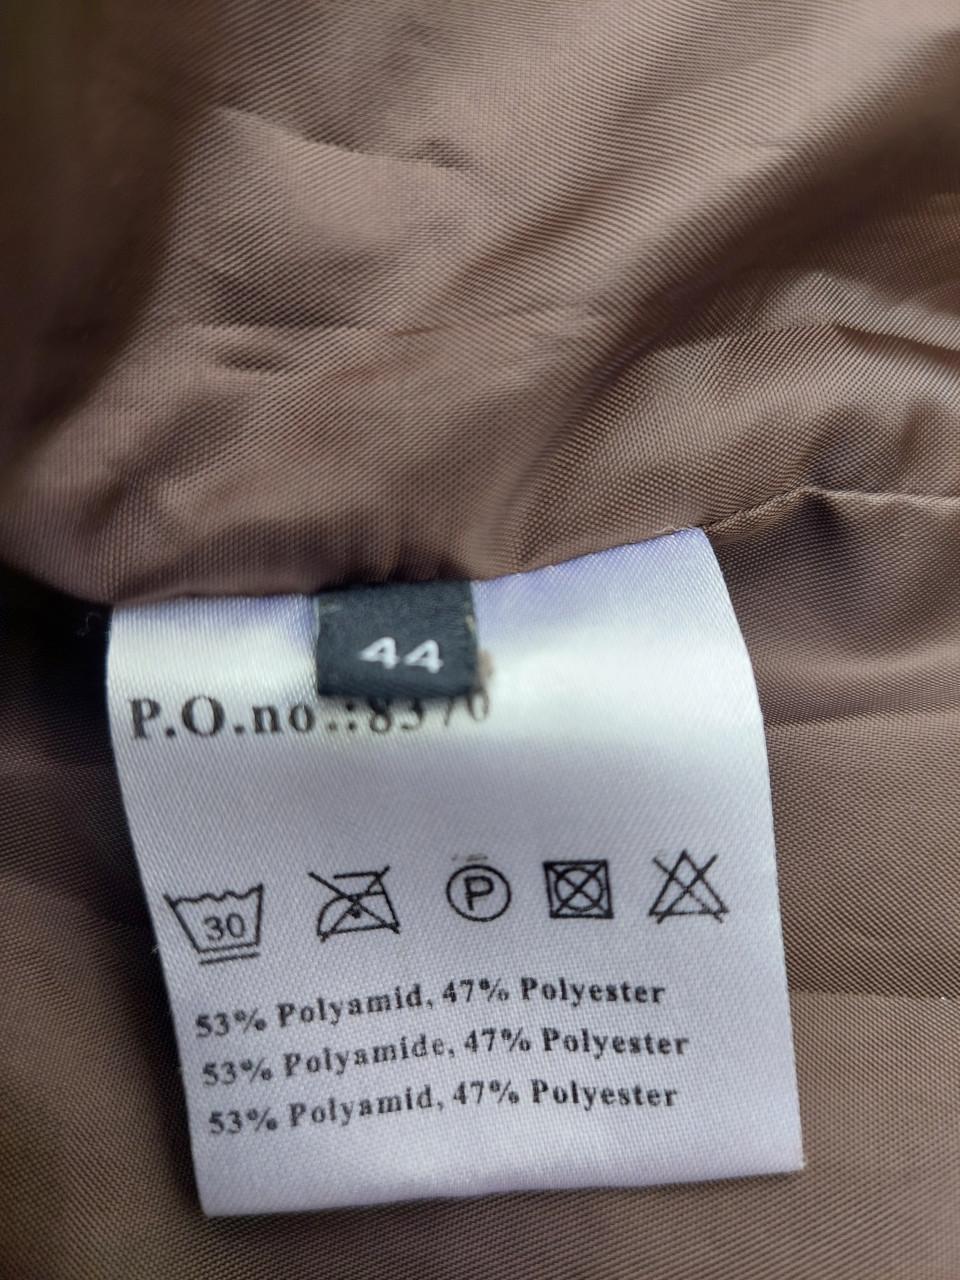 44
P.O.no.:8370
30
P
53% Polyamid, 47% Polyester
53% Polyamide, 47% Polyester
53% Polyamid, 47% Polyester